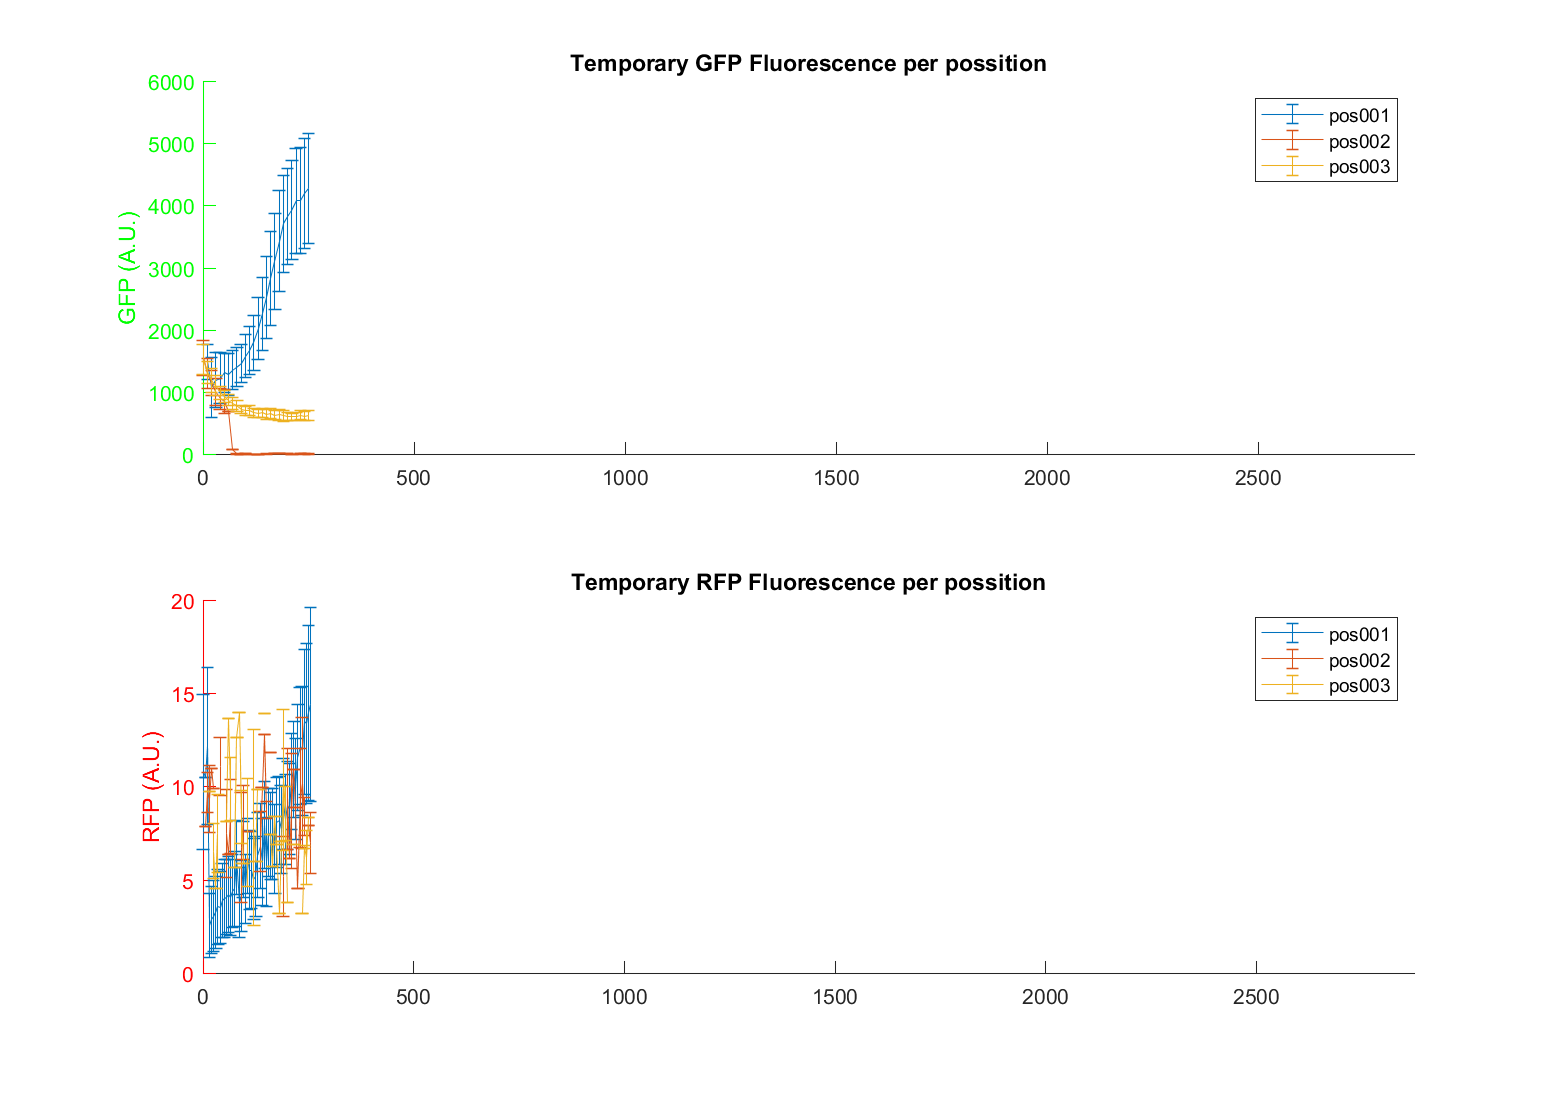 Temporary GFP Fluorescence per possition
6000
5000
4000
3000
2000
1000
0
GFP (A.U.)
pos001
pos002
pos003
0 500 1000 1500 2000 2500
Temporary RFP Fluorescence per possition
20
15
10
5
0
RFP (A.U.)
pos001
pos002
pos003
0 500 1000 1500 2000 2500